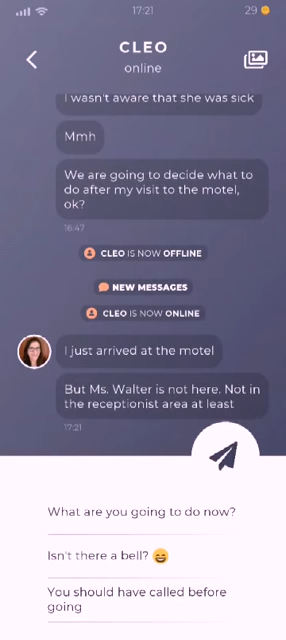 17:21
29
CLEO
online
I wasn't aware that she was sick
Mmh
We are going to decide what to
do after my visit to the motel,
ok?
16:47
CLEO IS NOW OFFLINE
NEW MESSAGES
CLEO IS NOW ONLINE
I just arrived at the motel
But Ms. Walter is not here. Not in
the receptionist area at least
17:21
What are you going to do now?
Isn't there a bell? 😄
You should have called before
going